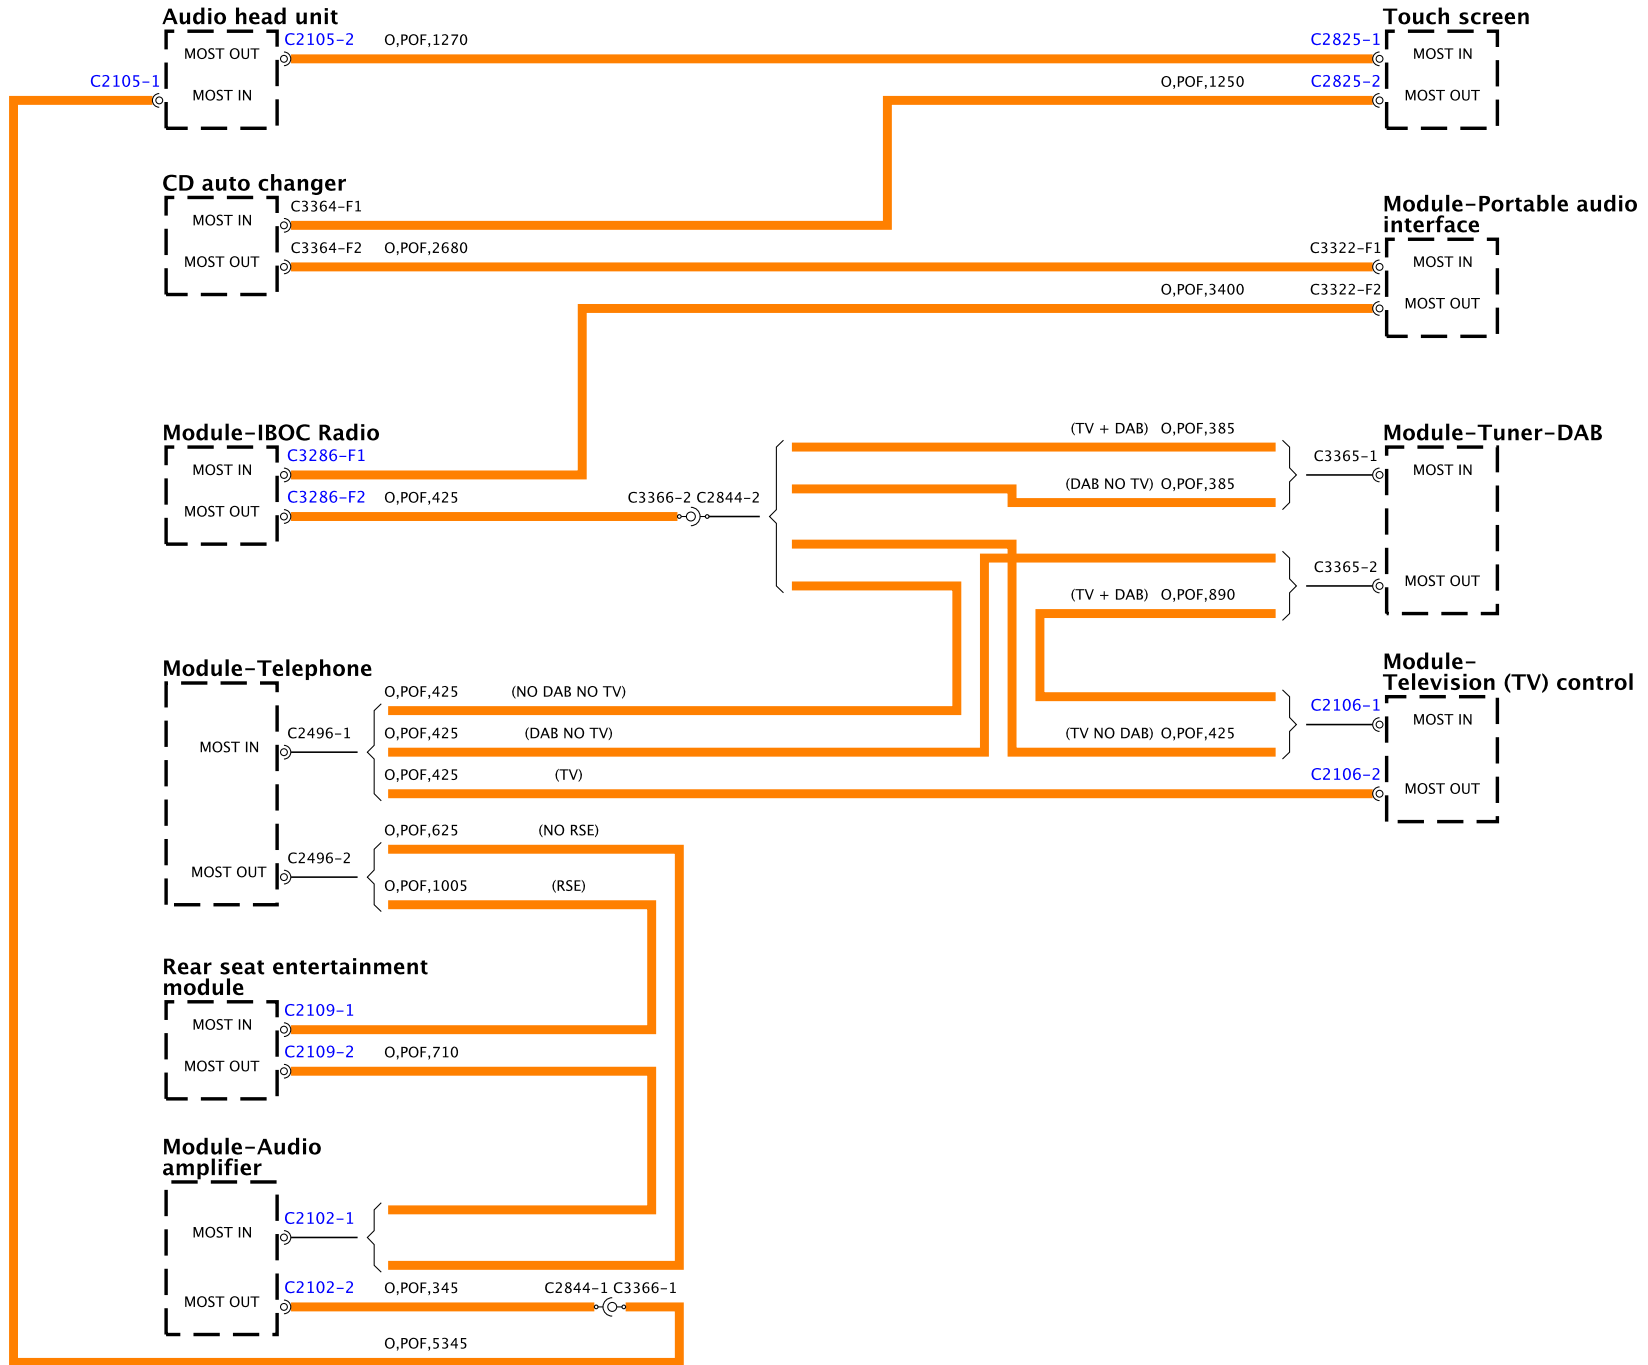 Audio head unit
MOST OUT
C2105-2
O,POF,1270
C2105-1
MOST IN
Touch screen
C2825-1
MOST IN
O,POF,1250
C2825-2
MOST OUT
CD auto changer
C3364-F1
MOST IN
C3364-F2
O,POF,2680
MOST OUT
Module-Portable audio
interface
C3322-F1
MOST IN
O,POF,3400
C3322-F2
MOST OUT
Module-IBOC Radio
C3286-F1
MOST IN
C3286-F2
O,POF,425
MOST OUT
C3366-2 C2844-2
(TV + DAB) O,POF,385
(DAB NO TV) O,POF,385
Module-Tuner-DAB
C3365-1
MOST IN
C3365-2
MOST OUT
(TV + DAB) O,POF,890
Module-Telephone
O,POF,425 (NO DAB NO TV)
C2496-1
MOST IN
O,POF,425 (DAB NO TV)
O,POF,425 (TV)
Module-
Television (TV) control
C2106-1
MOST IN
(TV NO DAB) O,POF,425
C2106-2
MOST OUT
O,POF,625 (NO RSE)
C2496-2
MOST OUT
O,POF,1005 (RSE)
Rear seat entertainment
module
C2109-1
MOST IN
C2109-2
O,POF,710
MOST OUT
Module-Audio
amplifier
C2102-1
MOST IN
C2102-2
O,POF,345
C2844-1 C3366-1
MOST OUT
O,POF,5345